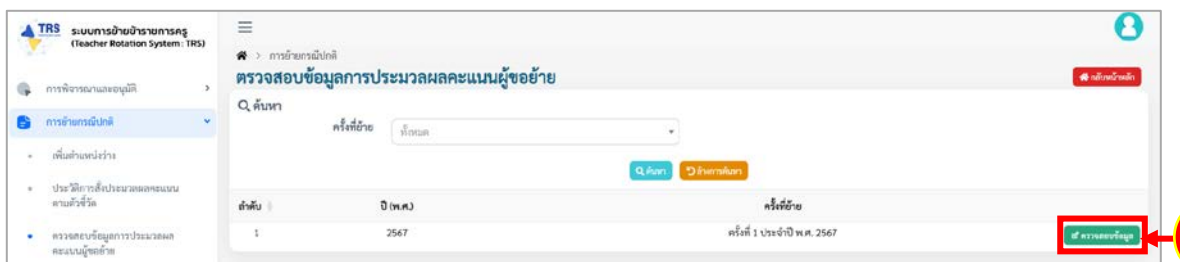 TRS ระบบการย้ายข้าราชการครู
(Teacher Rotation System : TRS)
การพิจารณาและอนุมัติ
การย้ายกรณีปกติ
เพิ่มตำแหน่งว่าง
ประวัติการสั่งประมวลผลคะแนน
ตามตัวชี้วัด
ตรวจสอบข้อมูลการประมวลผล
คะแนนผู้ขอย้าย
> การย้ายกรณีปกติ
ตรวจสอบข้อมูลการประมวลผลคะแนนผู้ขอย้าย
กลับหน้าหลัก
ค้นหา
ครั้งที่ย้าย ทั้งหมด
ค้นหา ล้างการค้นหา
ลำดับ ปี (พ.ศ.) ครั้งที่ย้าย
1 2567 ครั้งที่ 1 ประจำปี พ.ศ. 2567 ตรวจสอบข้อมูล